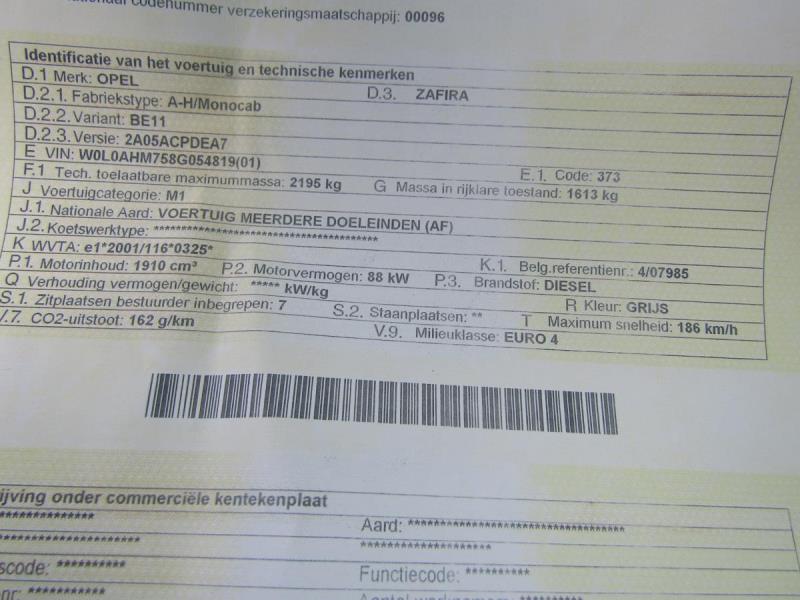 codenummer verzekeringsmaatschappij: 00096
Identificatie van het voertuig en technische kenmerken
D.1 Merk: OPEL D.3. ZAFIRA
D.2.1. Fabriekstype: A-H/Monocab
D.2.2. Variant: BE11
D.2.3. Versie: 2A05ACPDEA7
E VIN: W0L0AHM758G054819(01) E.1. Code: 373
F.1 Tech. toelaatbare maximummassa: 2195 kg G Massa in rijklare toestand: 1613 kg
J Voertuigcategorie: M1
J.1. Nationale Aard: VOERTUIG MEERDERE DOELEINDEN (AF)
J.2. Koetswerktype: ****************************************
K WVTA: e1*2001/116*0325* K.1. Belg.referentienr.: 4/07985
P.1. Motorinhoud: 1910 cm³ P.2. Motorvermogen: 88 kW P.3. Brandstof: DIESEL
Q Verhouding vermogen/gewicht: ***** kW/kg R Kleur: GRIJS
S.1. Zitplaatsen bestuurder inbegrepen: 7 S.2. Staanplaatsen: ** T Maximum snelheid: 186 km/h
V.7. CO2-uitstoot: 162 g/km V.9. Milieuklasse: EURO 4
ijving onder commerciële kentekenplaat
************** Aard: ********************************
********************* ********************
scode: ********** Functiecode: **********
nr: ***********